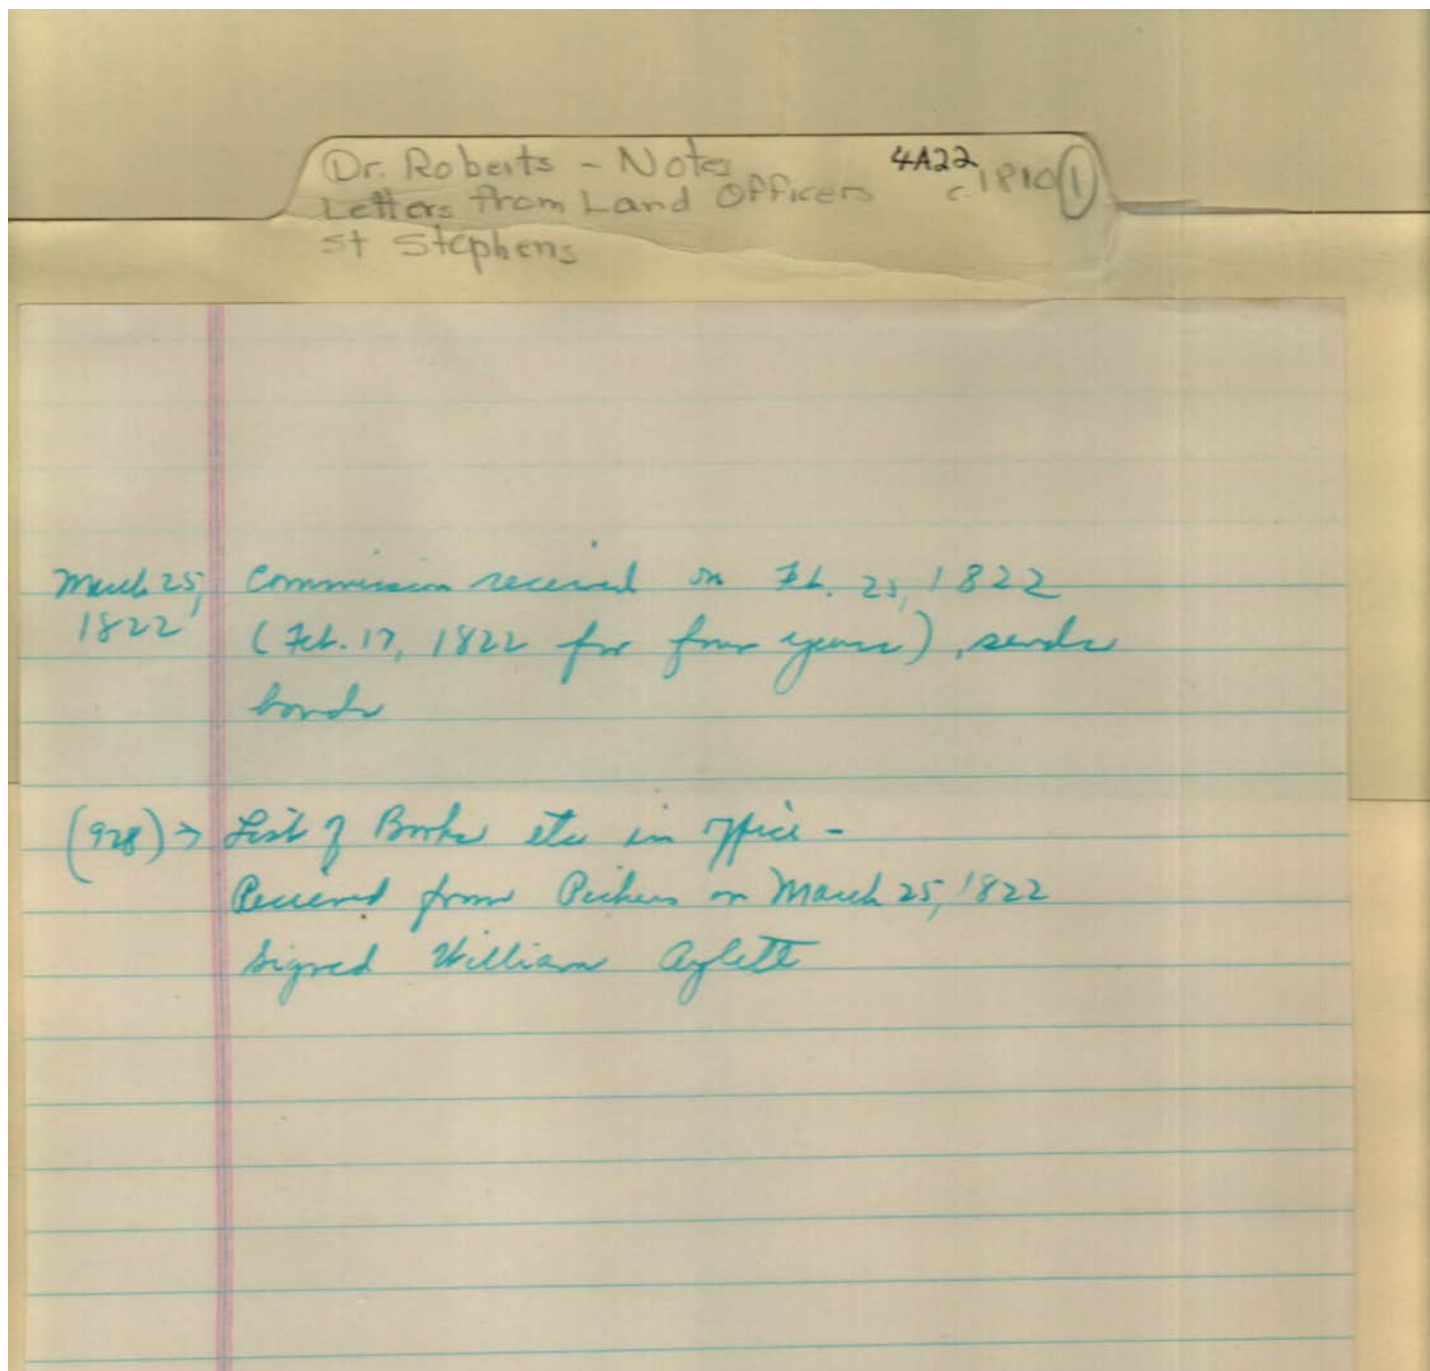 Dr. Roberts - Notes 4A22
Letters from Land Officers c. 1810 1
St Stephens
March 25, Commission received on Feb. 25, 1822
1822 (Feb. 17, 1822 for four years), sends
bonds
(928) → List of Books etc in office -
Received from Pickens on March 25, 1822
Signed William Aylett